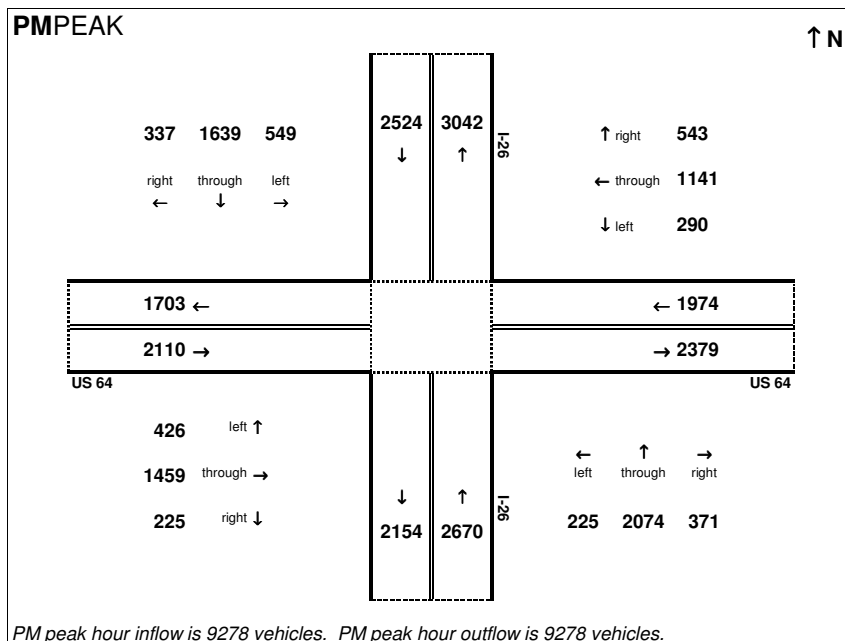 PMPEAK
↑ N
337 1639 549
right through left
← ↓ →
2524 3042
↓ ↑
I-26
↑ right 543
← through 1141
↓ left 290
1703 ←
← 1974
2110 →
→ 2379
US 64
US 64
426 left ↑
1459 through →
225 right ↓
↓ ↑
2154 2670
I-26
← ↑ →
left through right
225 2074 371
PM peak hour inflow is 9278 vehicles. PM peak hour outflow is 9278 vehicles.